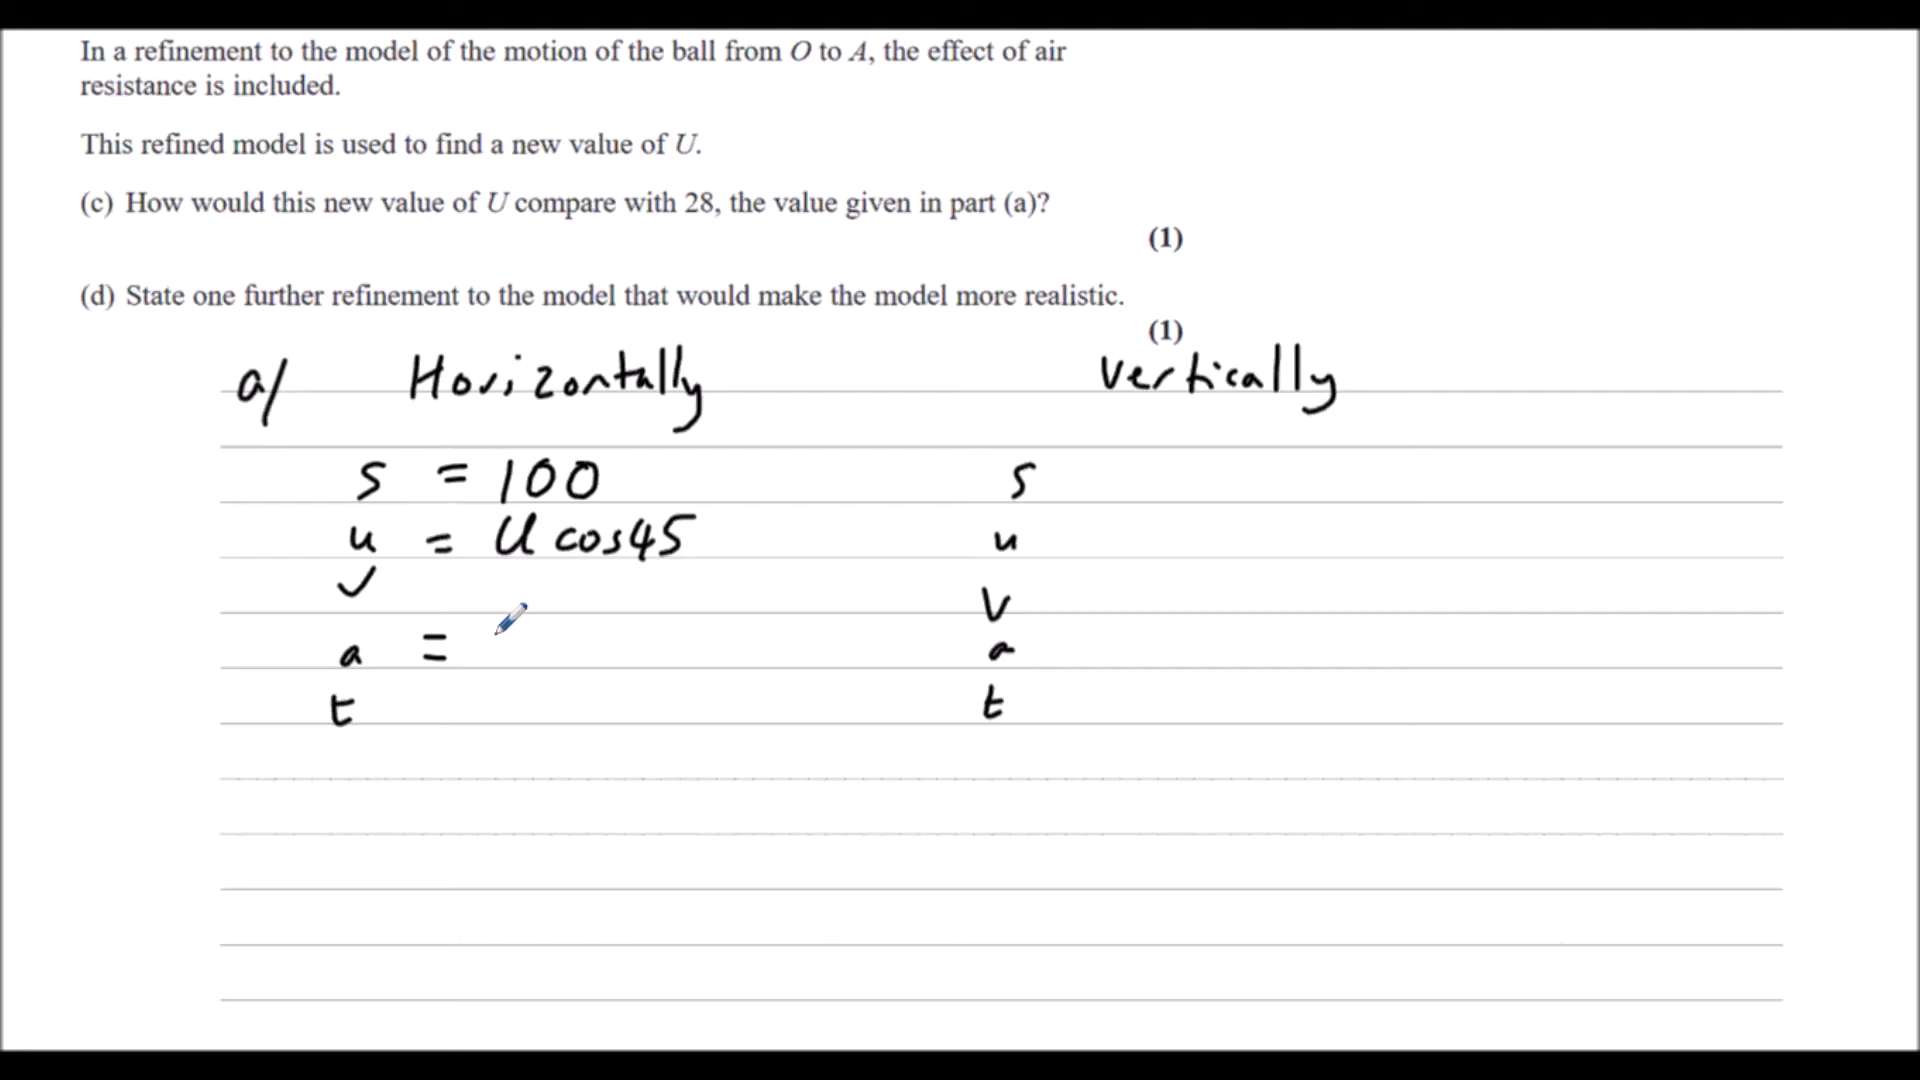 In a refinement to the model of the motion of the ball from O to A, the effect of air
resistance is included.
This refined model is used to find a new value of U.
(c) How would this new value of U compare with 28, the value given in part (a)?
(1)
(d) State one further refinement to the model that would make the model more realistic.
(1)
a/ Horizontally Vertically
s = 100 s
u = U cos45 u
v v
a = a
t t